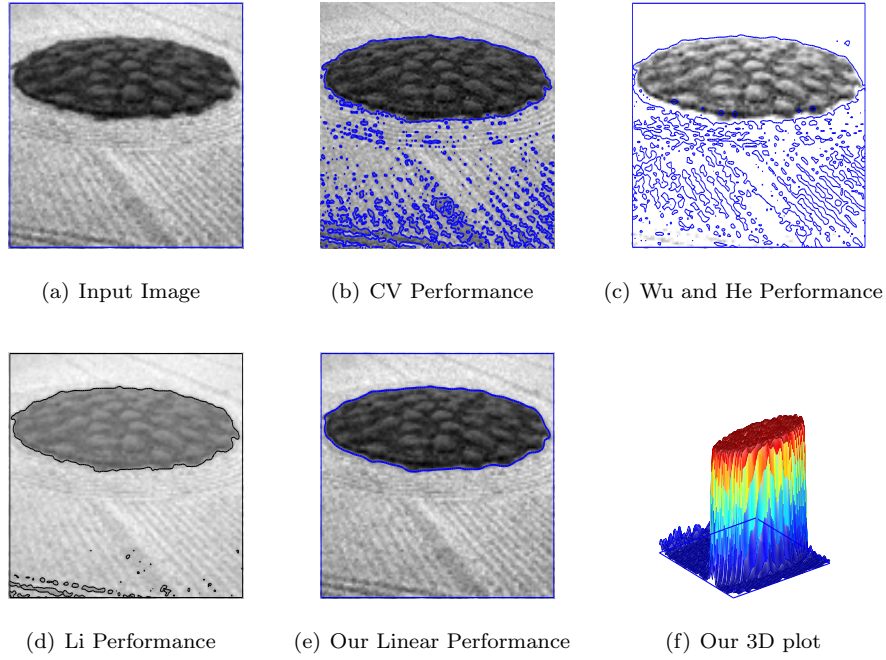 (a) Input Image
(b) CV Performance
(c) Wu and He Performance
(d) Li Performance
(e) Our Linear Performance
(f) Our 3D plot